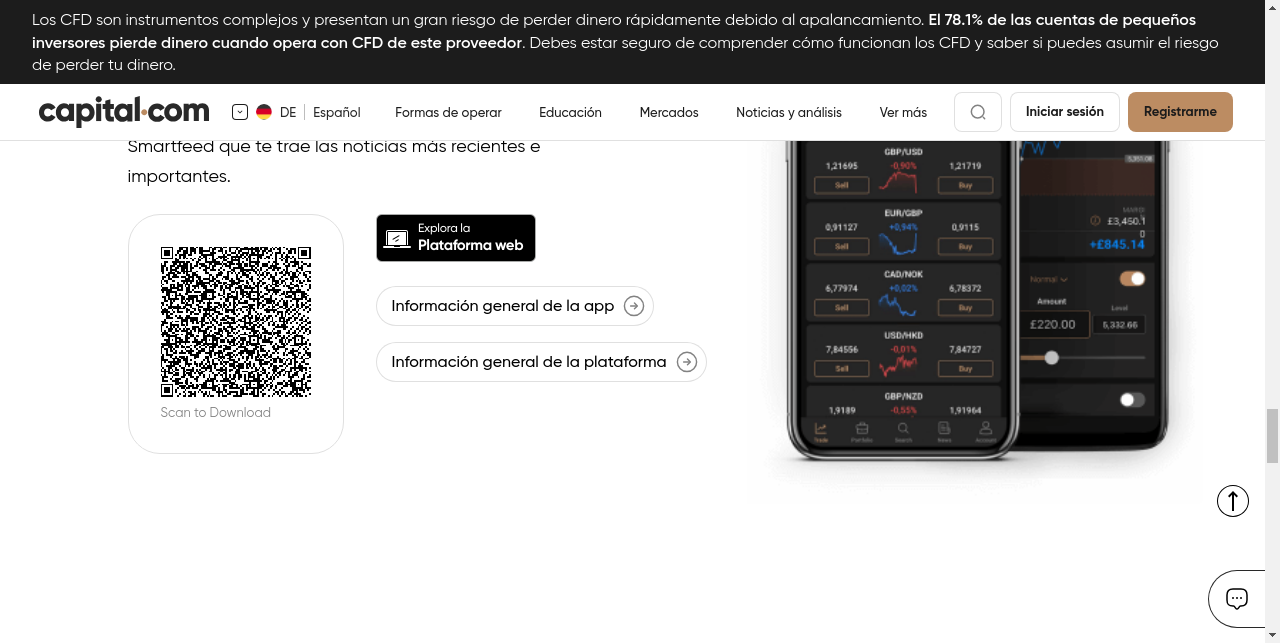 Los CFD son instrumentos complejos y presentan un gran riesgo de perder dinero rápidamente debido al apalancamiento. El 78.1% de las cuentas de pequeños
inversores pierde dinero cuando opera con CFD de este proveedor. Debes estar seguro de comprender cómo funcionan los CFD y saber si puedes asumir el riesgo
de perder tu dinero.
capital.com
DE
Español
Formas de operar
Educación
Mercados
Noticias y análisis
Ver más
Iniciar sesión
Registrarme
Smartfeed que te trae las noticias más recientes e
importantes.
Scan to Download
Explora la
Plataforma web
Información general de la app
Información general de la plataforma
GBP/USD
1,21695 -0,90% 1,21719
Sell Buy
EUR/GBP
0,91127 +0,94% 0,9115
Sell Buy
CAD/NOK
6,77974 +0,02% 6,78372
Sell Buy
USD/HKD
7,84556 -0,01% 7,84727
Sell Buy
GBP/NZD
1,9189 -0,55% 1,91964
Trade Portfolio Search News Account
£3,450.1
0
+£845.14
Normal
Amount Level
£220.00 5,332.66